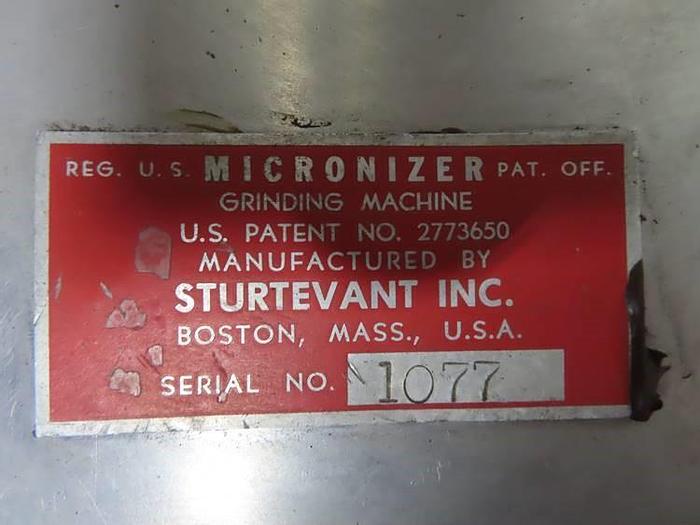 REG. U.S. MICRONIZER PAT. OFF.
GRINDING MACHINE
U.S. PATENT NO. 2773650
MANUFACTURED BY
STURTEVANT INC.
BOSTON, MASS., U.S.A.
SERIAL NO. 1077